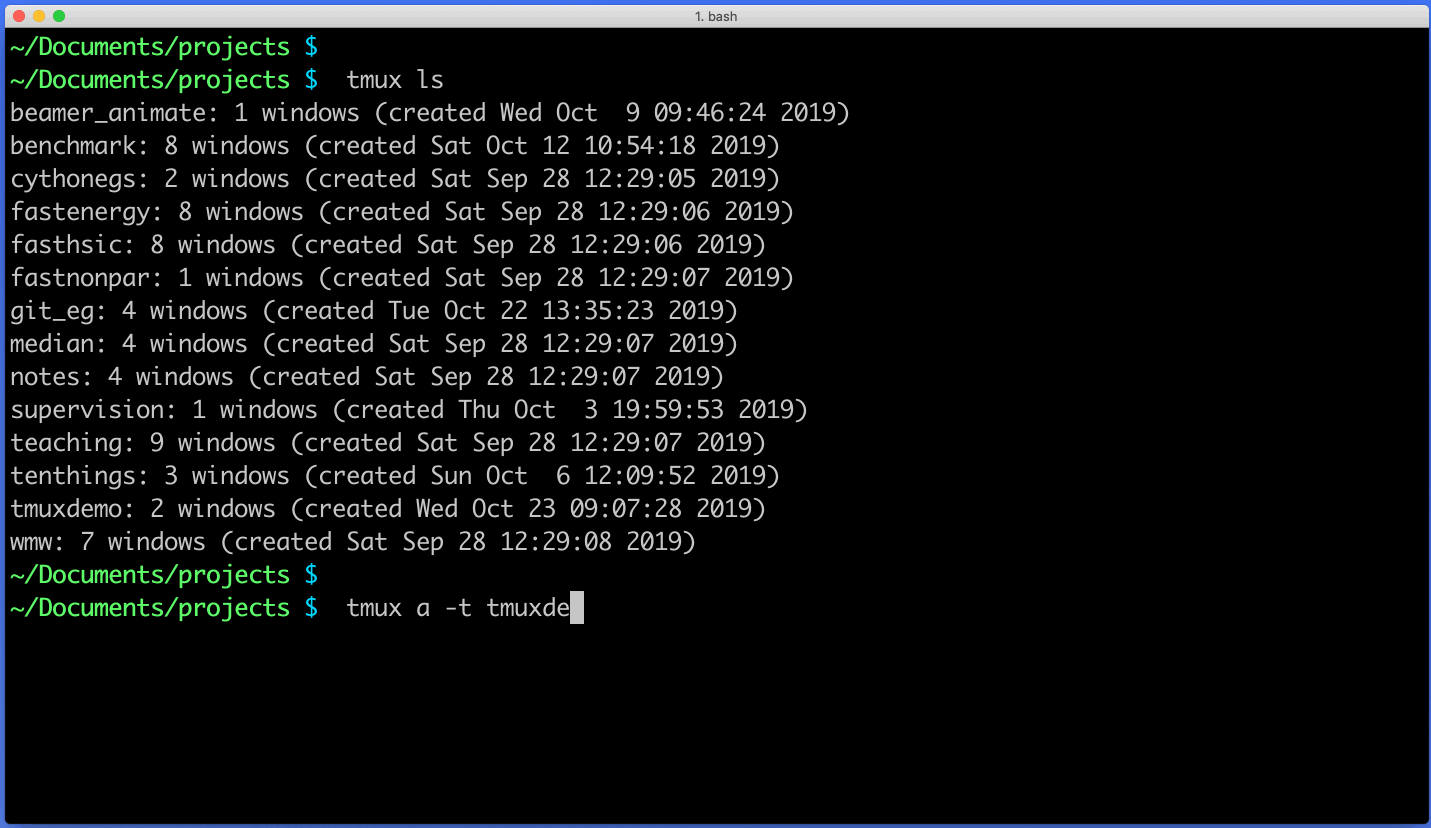 1. bash
~/Documents/projects $
~/Documents/projects $  tmux ls
beamer_animate: 1 windows (created Wed Oct  9 09:46:24 2019)
benchmark: 8 windows (created Sat Oct 12 10:54:18 2019)
cythonegs: 2 windows (created Sat Sep 28 12:29:05 2019)
fastenergy: 8 windows (created Sat Sep 28 12:29:06 2019)
fasthsic: 8 windows (created Sat Sep 28 12:29:06 2019)
fastnonpar: 1 windows (created Sat Sep 28 12:29:07 2019)
git_eg: 4 windows (created Tue Oct 22 13:35:23 2019)
median: 4 windows (created Sat Sep 28 12:29:07 2019)
notes: 4 windows (created Sat Sep 28 12:29:07 2019)
supervision: 1 windows (created Thu Oct  3 19:59:53 2019)
teaching: 9 windows (created Sat Sep 28 12:29:07 2019)
tenthings: 3 windows (created Sun Oct  6 12:09:52 2019)
tmuxdemo: 2 windows (created Wed Oct 23 09:07:28 2019)
wmw: 7 windows (created Sat Sep 28 12:29:08 2019)
~/Documents/projects $
~/Documents/projects $  tmux a -t tmuxde